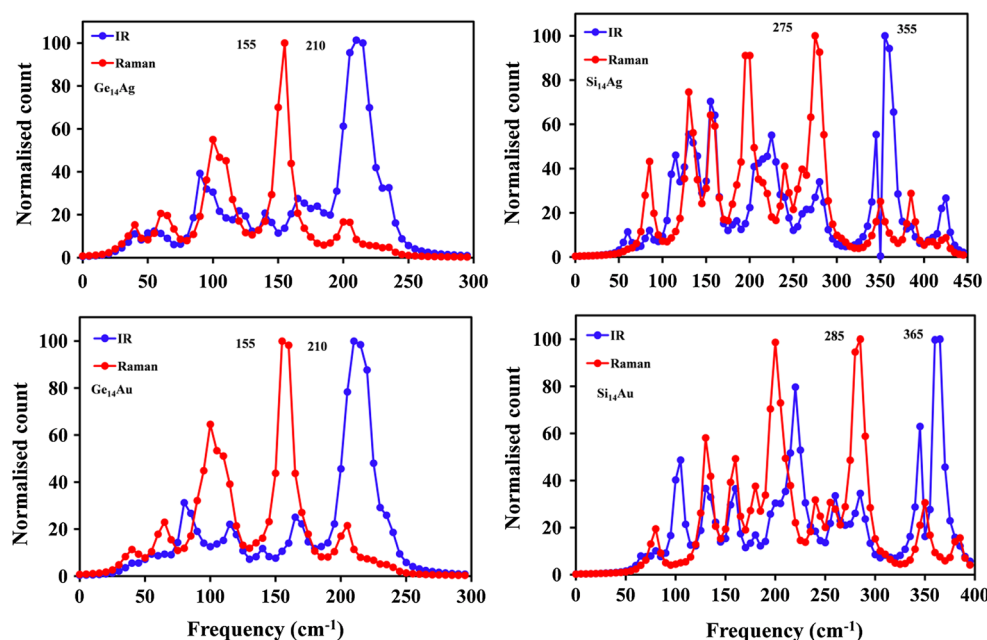 155 210
IR
Raman
Ge14Ag
Normalised count
100
80
60
40
20
0
0 50 100 150 200 250 300
275 355
IR
Raman
Si14Ag
Normalised count
100
80
60
40
20
0
0 50 100 150 200 250 300 350 400 450
155 210
IR
Raman
Ge14Au
Normalised count
100
80
60
40
20
0
0 50 100 150 200 250 300
Frequency (cm-1)
285 365
IR
Raman
Si14Au
Normalised count
100
80
60
40
20
0
0 50 100 150 200 250 300 350 400
Frequency (cm-1)